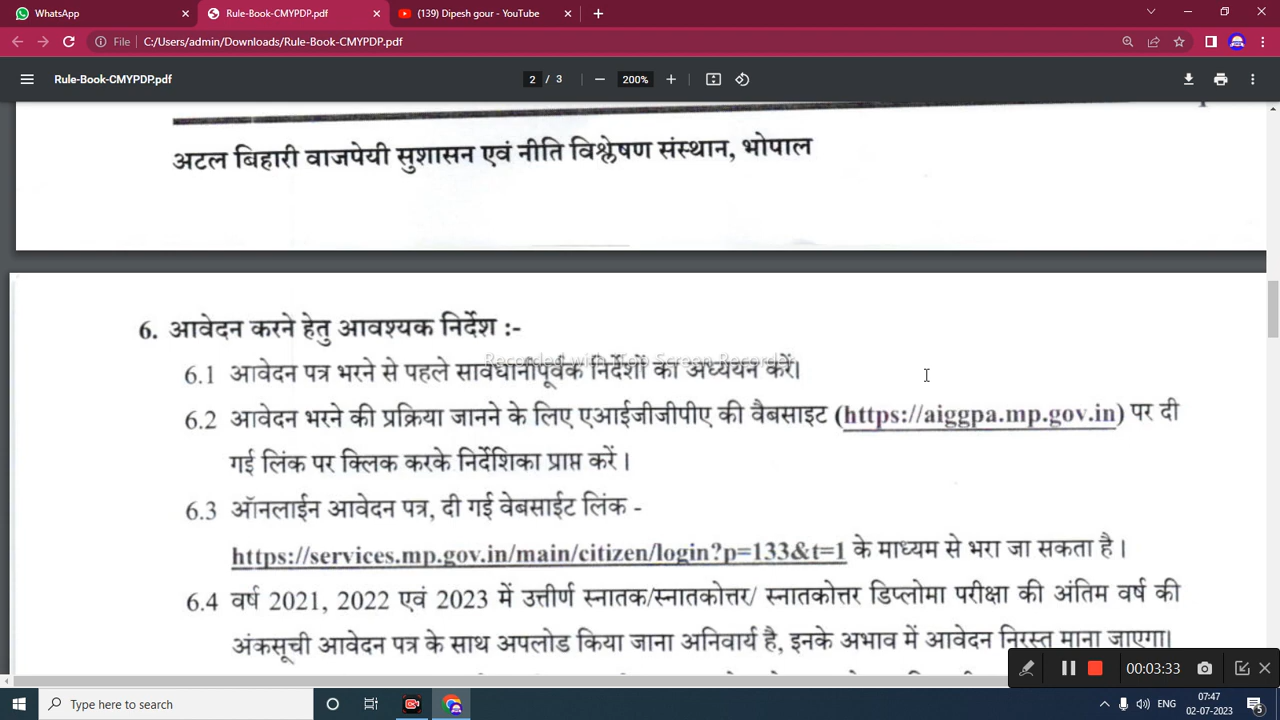 WhatsApp
Rule-Book-CMYPDP.pdf
(139) Dipesh gour - YouTube
File
C:/Users/admin/Downloads/Rule-Book-CMYPDP.pdf
Rule-Book-CMYPDP.pdf
2 / 3
200%
अटल बिहारी वाजपेयी सुशासन एवं नीति विश्लेषण संस्थान, भोपाल
6. आवेदन करने हेतु आवश्यक निर्देश :-
Recorded with iTop Screen Recorder
6.1 आवेदन पत्र भरने से पहले सावधानीपूर्वक निर्देशों का अध्ययन करें।
6.2 आवेदन भरने की प्रक्रिया जानने के लिए एआईजीजीपीए की वैबसाइट (https://aiggpa.mp.gov.in) पर दी
गई लिंक पर क्लिक करके निर्देशिका प्राप्त करें ।
6.3 ऑनलाईन आवेदन पत्र, दी गई वेबसाईट लिंक -
https://services.mp.gov.in/main/citizen/login?p=133&t=1 के माध्यम से भरा जा सकता है ।
6.4 वर्ष 2021, 2022 एवं 2023 में उत्तीर्ण स्नातक/स्नातकोत्तर/ स्नातकोत्तर डिप्लोमा परीक्षा की अंतिम वर्ष की
अंकसूची आवेदन पत्र के साथ अपलोड किया जाना अनिवार्य है, इनके अभाव में आवेदन निरस्त माना जाएगा।
00:03:33
Type here to search
ENG
07:47
02-07-2023
5